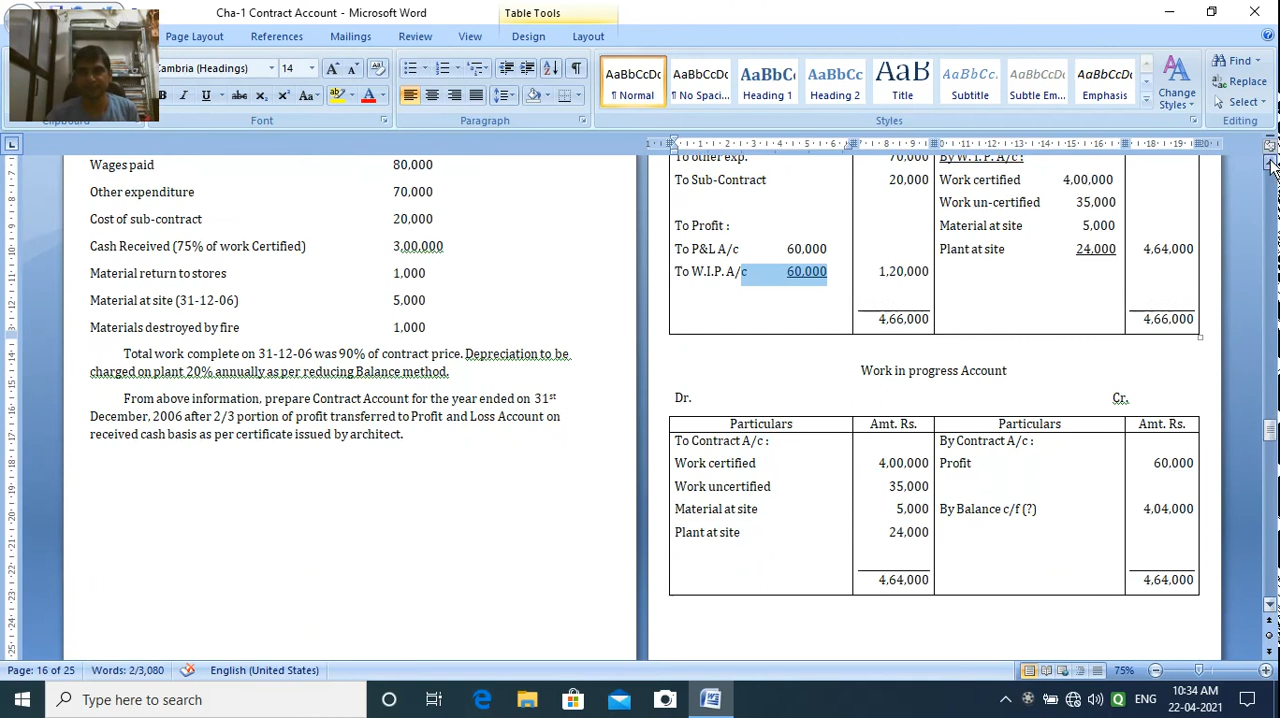 Cha-1 Contract Account - Microsoft Word
Table Tools
Page Layout
References
Mailings
Review
View
Design
Layout
Cambria (Headings)
14
AaBbCcDc
AaBbCcDc
AaBbC
AaBbCc
AaB
AaBbCc
AaBbCcDc
AaBbCcDc
¶ Normal
¶ No Spaci...
Heading 1
Heading 2
Title
Subtitle
Subtle Em...
Emphasis
Change
Styles
Find
Replace
Select
Font
Paragraph
Styles
Editing
Wages paid 80,000
Other expenditure 70,000
Cost of sub-contract 20,000
Cash Received (75% of work Certified) 3,00,000
Material return to stores 1,000
Material at site (31-12-06) 5,000
Materials destroyed by fire 1,000
Total work complete on 31-12-06 was 90% of contract price. Depreciation to be
charged on plant 20% annually as per reducing Balance method.
From above information, prepare Contract Account for the year ended on 31st
December, 2006 after 2/3 portion of profit transferred to Profit and Loss Account on
received cash basis as per certificate issued by architect.
To other exp. 70,000 By W.I.P. A/c :
To Sub-Contract 20,000 Work certified 4,00,000
Work un-certified 35,000
To Profit : Material at site 5,000
To P&L A/c 60,000 Plant at site 24,000 4,64,000
To W.I.P. A/c 60,000 1,20,000
4,66,000 4,66,000
Work in progress Account
Dr. Cr.
Particulars Amt. Rs. Particulars Amt. Rs.
To Contract A/c : By Contract A/c :
Work certified 4,00,000 Profit 60,000
Work uncertified 35,000
Material at site 5,000 By Balance c/f (?) 4,04,000
Plant at site 24,000
4,64,000 4,64,000
Page: 16 of 25
Words: 2/3,080
English (United States)
75%
Type here to search
ENG
10:34 AM
22-04-2021